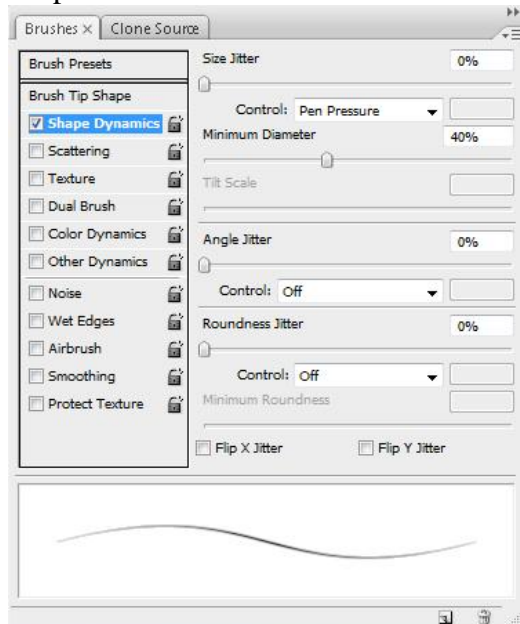 Brushes × Clone Source
Brush Presets
Brush Tip Shape
Shape Dynamics
Scattering
Texture
Dual Brush
Color Dynamics
Other Dynamics
Noise
Wet Edges
Airbrush
Smoothing
Protect Texture
Size Jitter 0%
Control: Pen Pressure
Minimum Diameter 40%
Tilt Scale
Angle Jitter 0%
Control: Off
Roundness Jitter 0%
Control: Off
Minimum Roundness
Flip X Jitter Flip Y Jitter